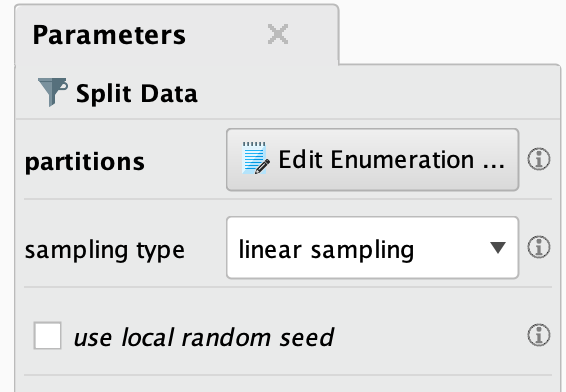 Parameters
Split Data
partitions Edit Enumeration ...
sampling type linear sampling
use local random seed